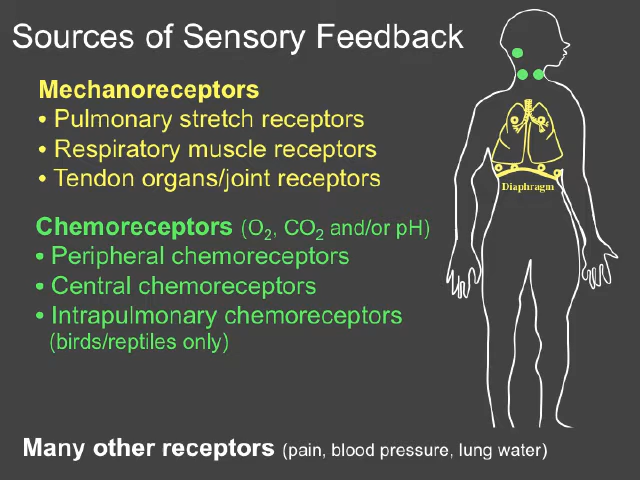 Sources of Sensory Feedback
Mechanoreceptors
• Pulmonary stretch receptors
• Respiratory muscle receptors
• Tendon organs/joint receptors
Diaphragm
Chemoreceptors (O₂, CO₂ and/or pH)
• Peripheral chemoreceptors
• Central chemoreceptors
• Intrapulmonary chemoreceptors
(birds/reptiles only)
Many other receptors (pain, blood pressure, lung water)